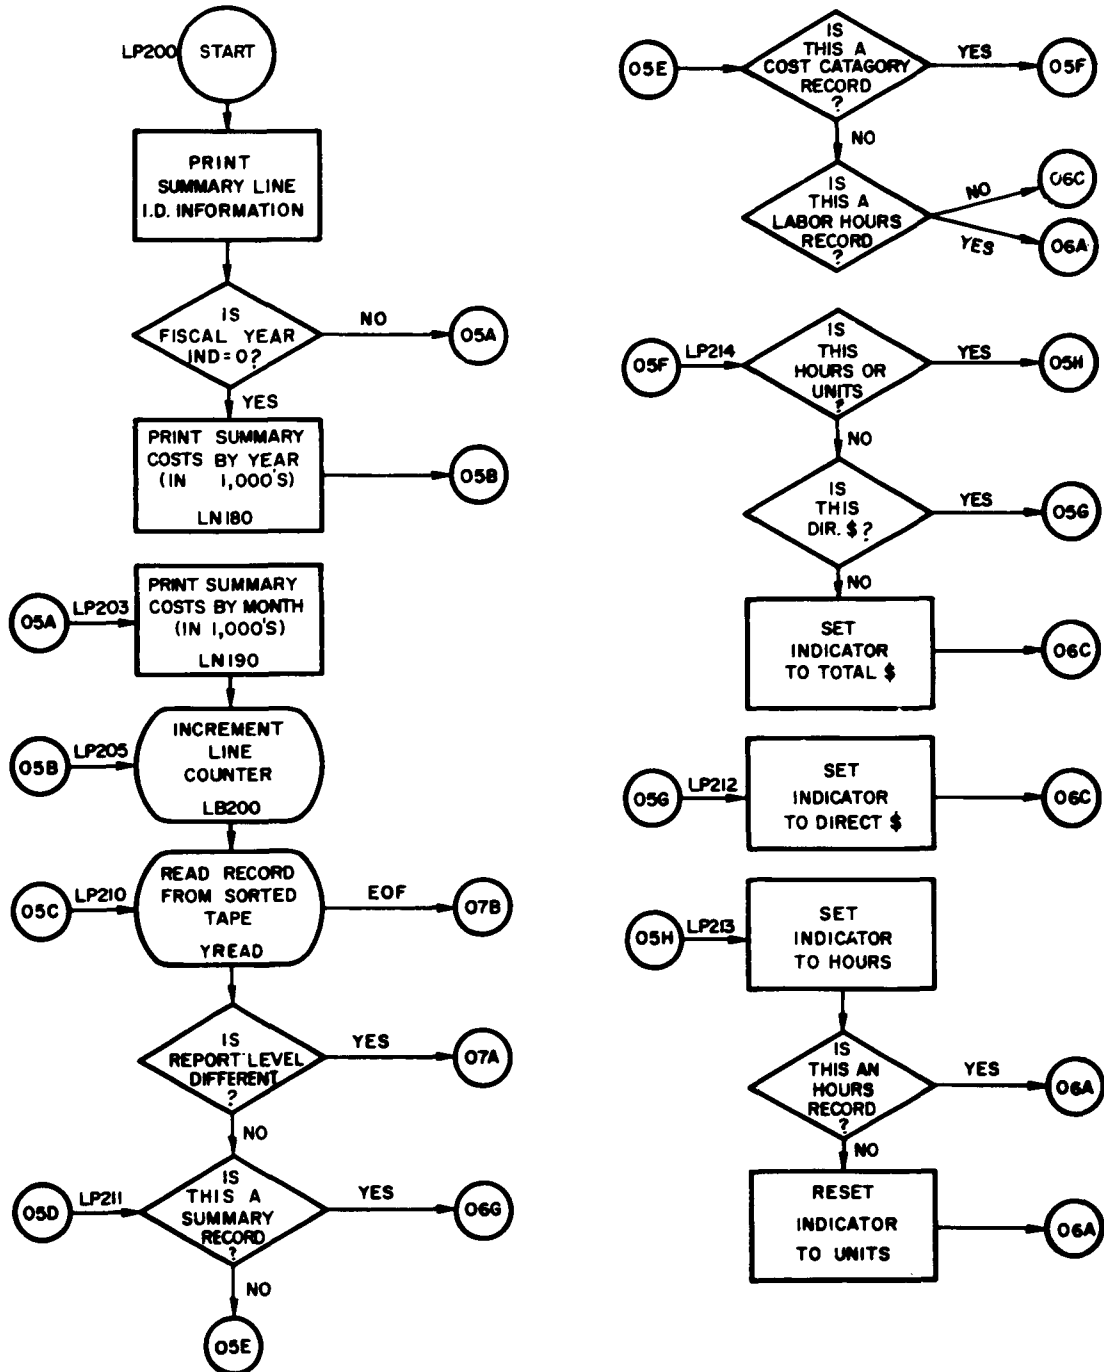 LP200
START
PRINT
SUMMARY LINE
I.D. INFORMATION
IS
FISCAL YEAR
IND=0?
NO
05A
YES
PRINT SUMMARY
COSTS BY YEAR
(IN 1,000'S)
LN180
05B
05A
LP203
PRINT SUMMARY
COSTS BY MONTH
(IN 1,000'S)
LN190
05B
LP205
INCREMENT
LINE
COUNTER
LB200
05C
LP210
READ RECORD
FROM SORTED
TAPE
YREAD
EOF
07B
IS
REPORT LEVEL
DIFFERENT
?
YES
07A
NO
05D
LP211
IS
THIS A
SUMMARY
RECORD
?
YES
06G
NO
05E
05E
IS
THIS A
COST CATAGORY
RECORD
?
YES
05F
NO
IS
THIS A
LABOR HOURS
RECORD
?
NO
06C
YES
06A
05F
LP214
IS
THIS
HOURS OR
UNITS
?
YES
05H
NO
IS
THIS
DIR. $?
YES
05G
NO
SET
INDICATOR
TO TOTAL $
06C
05G
LP212
SET
INDICATOR
TO DIRECT $
06C
05H
LP213
SET
INDICATOR
TO HOURS
IS
THIS AN
HOURS
RECORD
?
YES
06A
NO
RESET
INDICATOR
TO UNITS
06A